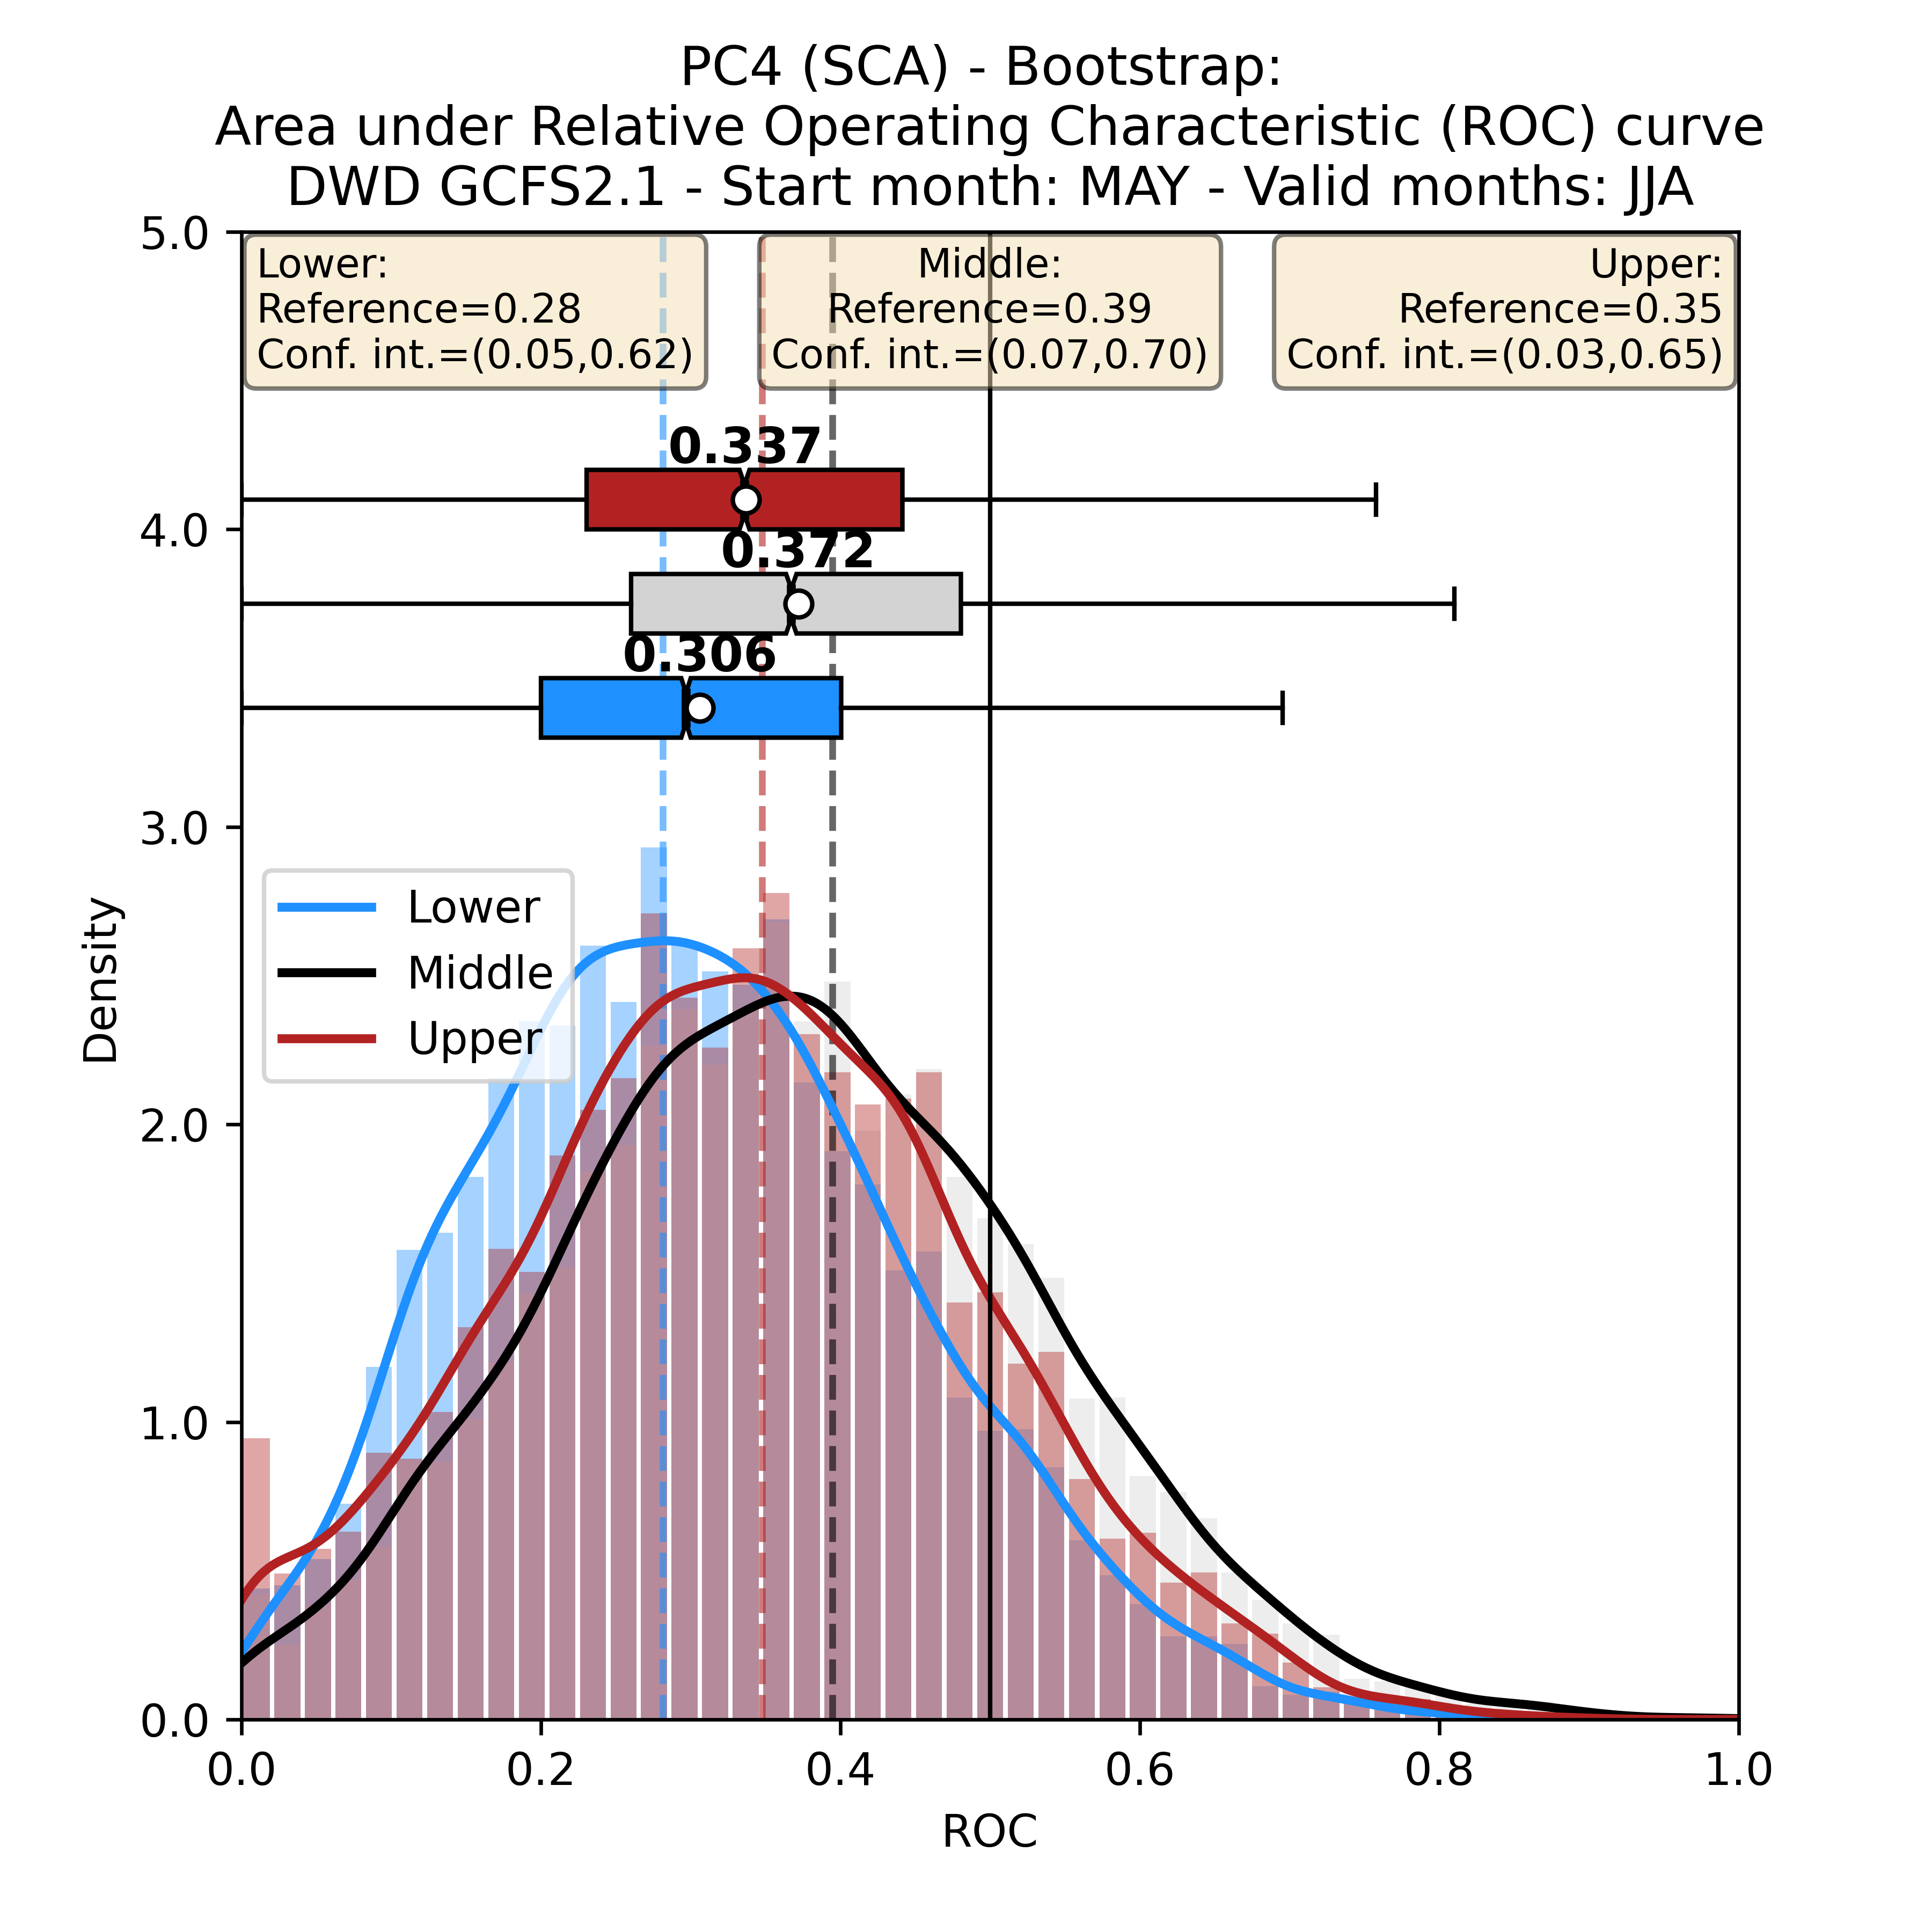 PC4 (SCA) - Bootstrap:
Area under Relative Operating Characteristic (ROC) curve
DWD GCFS2.1 - Start month: MAY - Valid months: JJA
Lower:
Reference=0.28
Conf. int.=(0.05,0.62)
Middle:
Reference=0.39
Conf. int.=(0.07,0.70)
Upper:
Reference=0.35
Conf. int.=(0.03,0.65)
0.337
0.372
0.306
Lower
Middle
Upper
Density
5.0
4.0
3.0
2.0
1.0
0.0
0.0 0.2 0.4 0.6 0.8 1.0
ROC